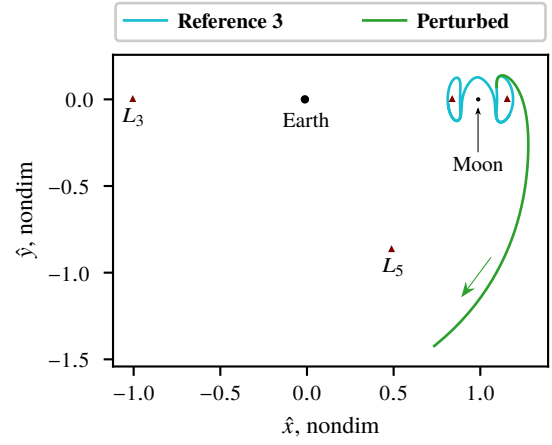 Reference 3 Perturbed
0.0
−0.5
−1.0
−1.5
ŷ, nondim
L₃
Earth
Moon
L₅
−1.0 −0.5 0.0 0.5 1.0
x̂, nondim